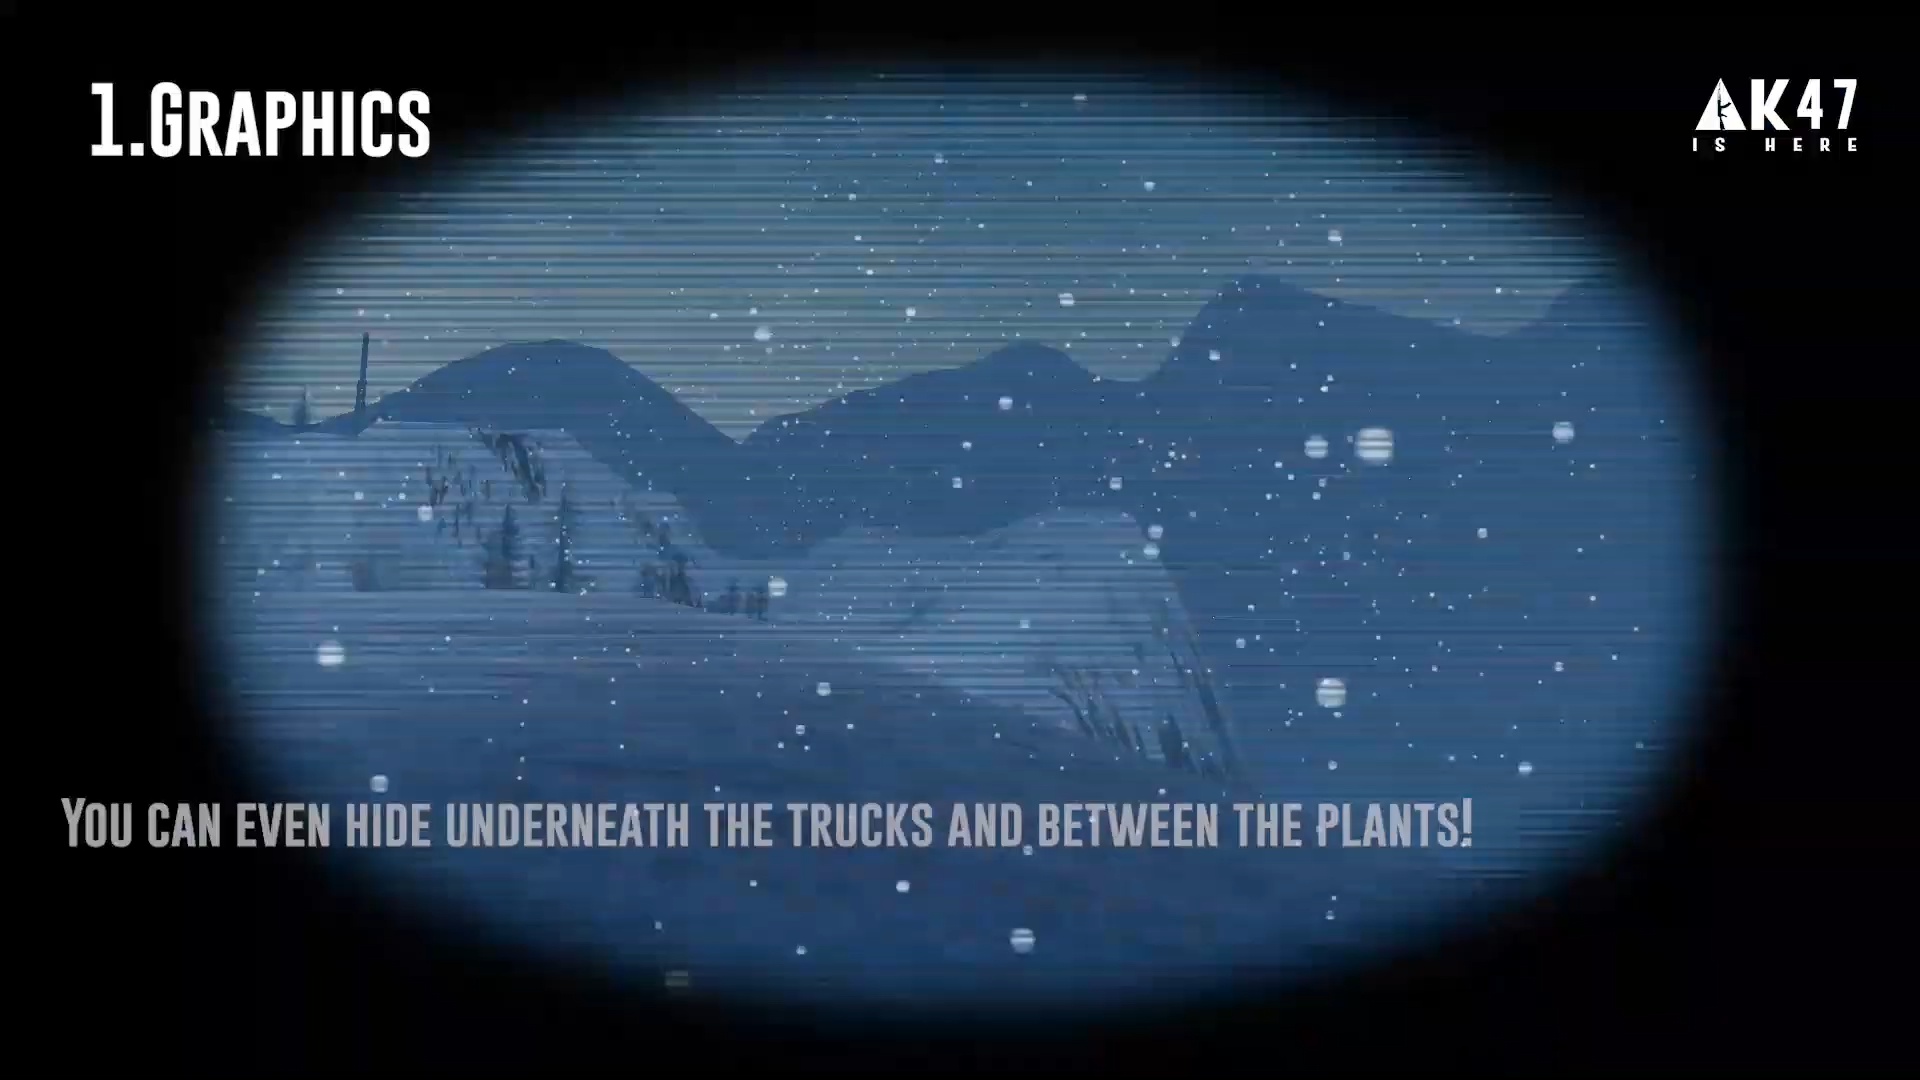 1.Graphics
AK47
IS HERE
You can even hide underneath the trucks and between the plants!